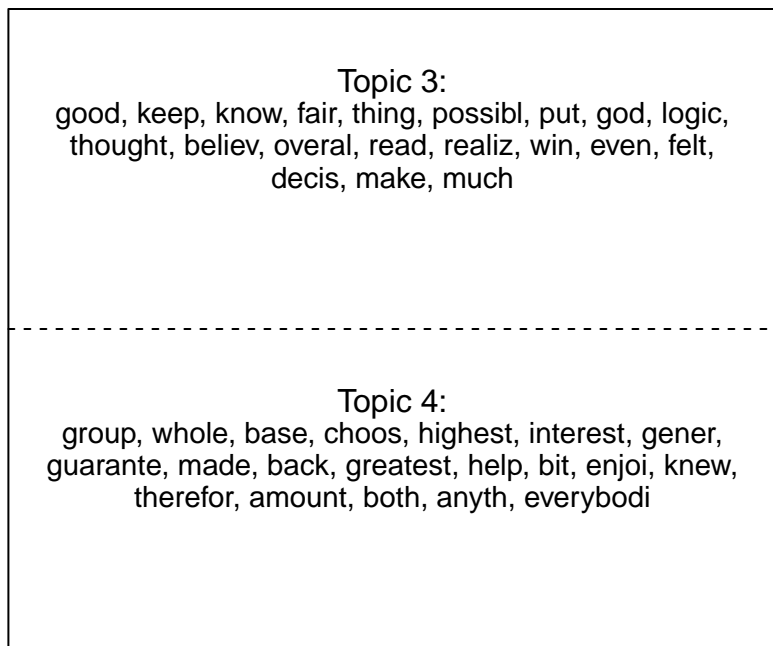 Topic 3:
good, keep, know, fair, thing, possibl, put, god, logic,
thought, believ, overal, read, realiz, win, even, felt,
decis, make, much
Topic 4:
group, whole, base, choos, highest, interest, gener,
guarante, made, back, greatest, help, bit, enjoi, knew,
therefor, amount, both, anyth, everybodi